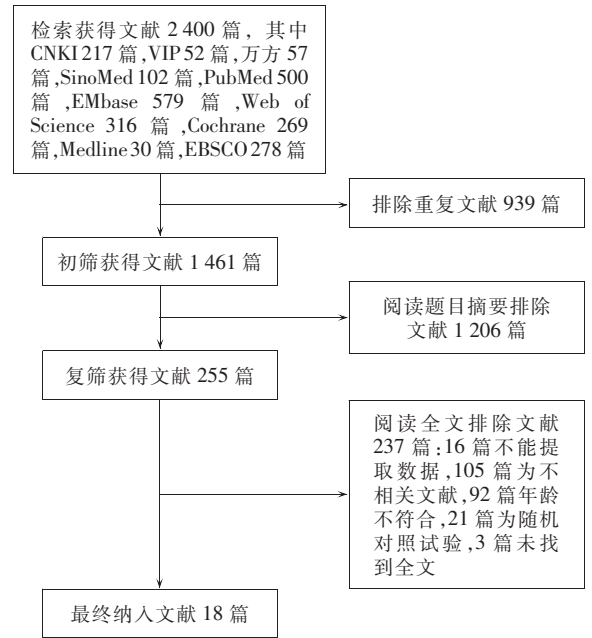 检索获得文献 2 400 篇，其中
CNKI 217 篇,VIP 52 篇,万方 57
篇,SinoMed 102 篇,PubMed 500
篇 ,EMbase 579 篇 ,Web of
Science 316 篇 ,Cochrane 269
篇,Medline 30 篇,EBSCO 278 篇
排除重复文献 939 篇
初筛获得文献 1 461 篇
阅读题目摘要排除
文献 1 206 篇
复筛获得文献 255 篇
阅读全文排除文献
237 篇：16 篇不能提
取数据,105 篇为不
相关文献,92 篇年龄
不符合,21 篇为随机
对照试验,3 篇未找
到全文
最终纳入文献 18 篇